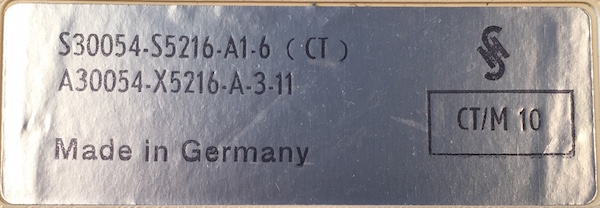 S30054-S5216-A1-6 ( CT )
A30054-X5216-A-3-11
CT/M 10
Made in Germany